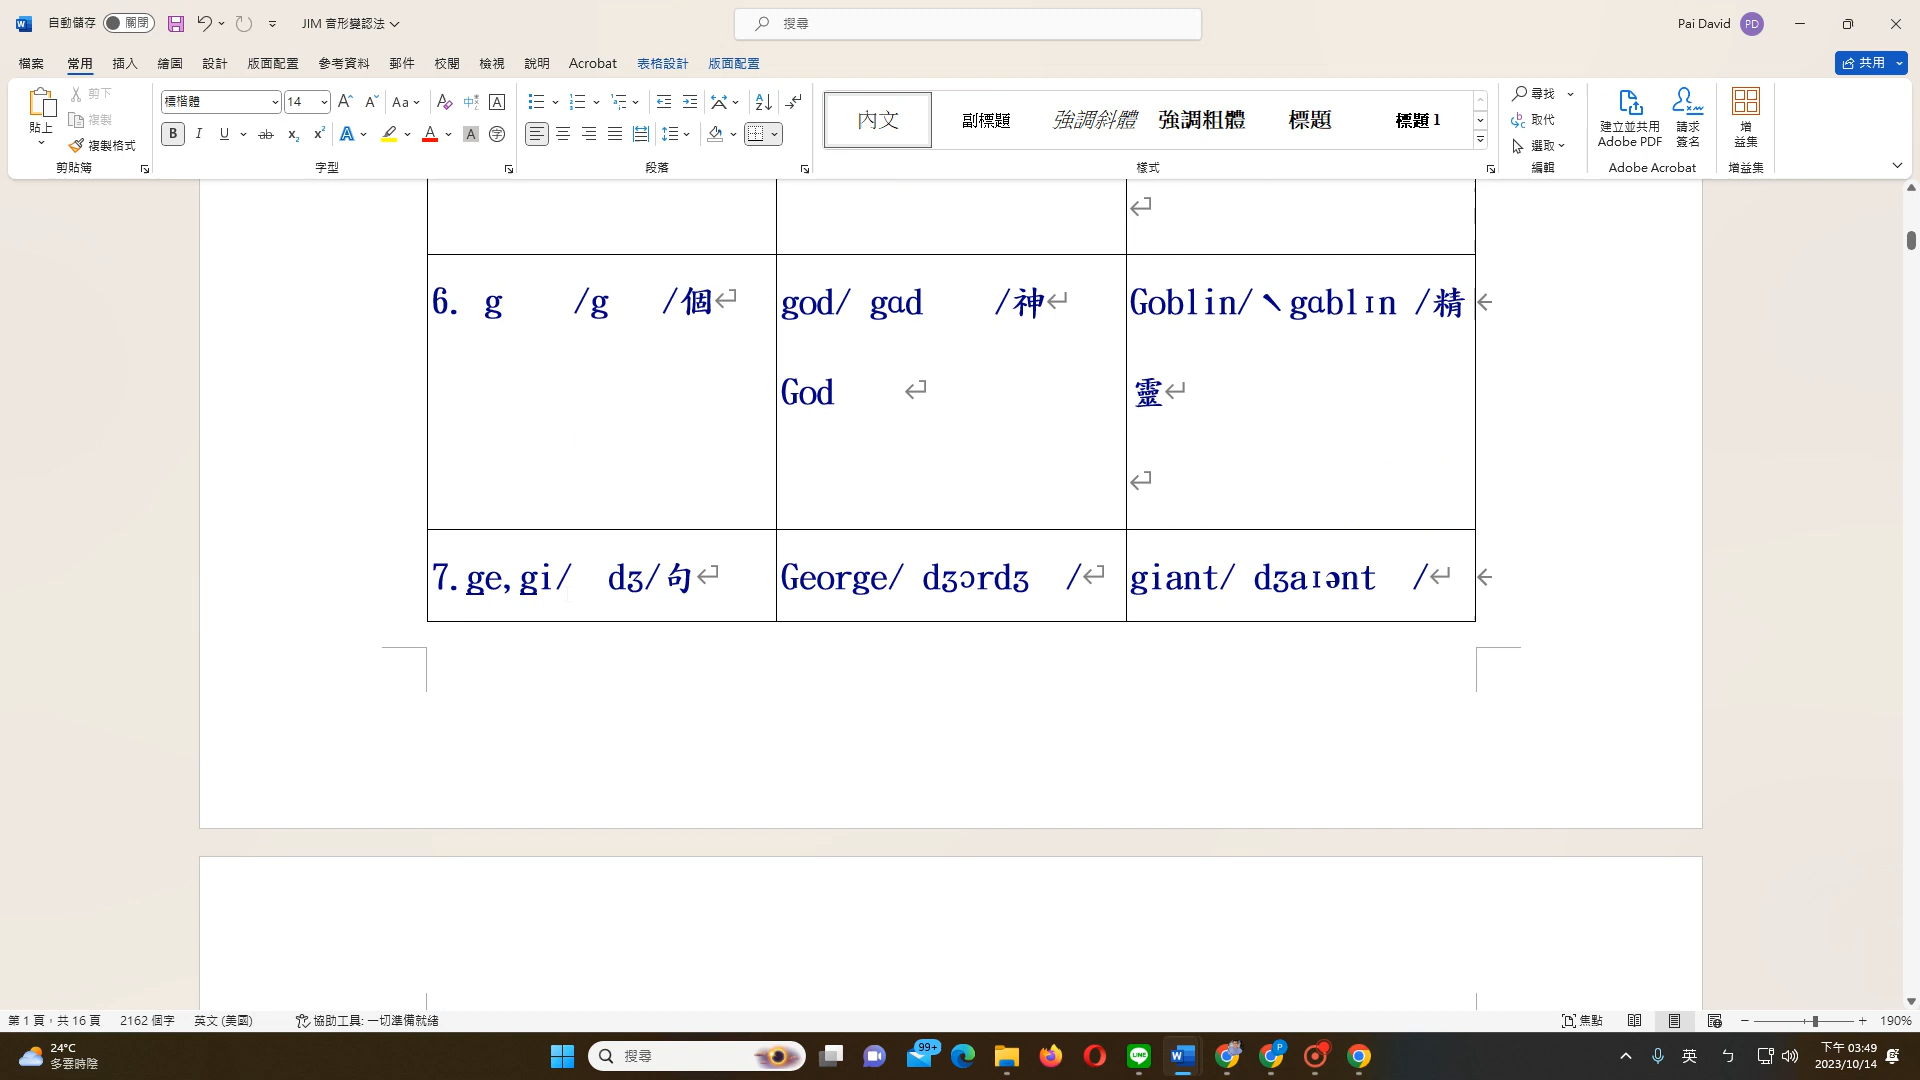 自動儲存 關閉 JIM 音形變認法 搜尋 Pai David PD
檔案 常用 插入 繪圖 設計 版面配置 參考資料 郵件 校閱 檢視 說明 Acrobat 表格設計 版面配置 共用
貼上 剪下 複製 複製格式 剪貼簿
標楷體 14 字型
段落
內文 副標題 強調斜體 強調粗體 標題 標題 1
樣式
尋找 取代 選取 編輯
建立並共用 Adobe PDF 請求簽名 Adobe Acrobat
增益集 增益集
6. g /g /個 god/ gɑd /神 Goblin/ヽgɑblɪn /精
God 靈
7.ge,gi/ dʒ/句 George/ dʒɔrdʒ / giant/ dʒaɪənt /
第 1 頁，共 16 頁 2162 個字 英文 (美國) 協助工具: 一切準備就緒 焦點 190%
24°C
多雲時陰
搜尋 99+ 英 下午 03:49
2023/10/14